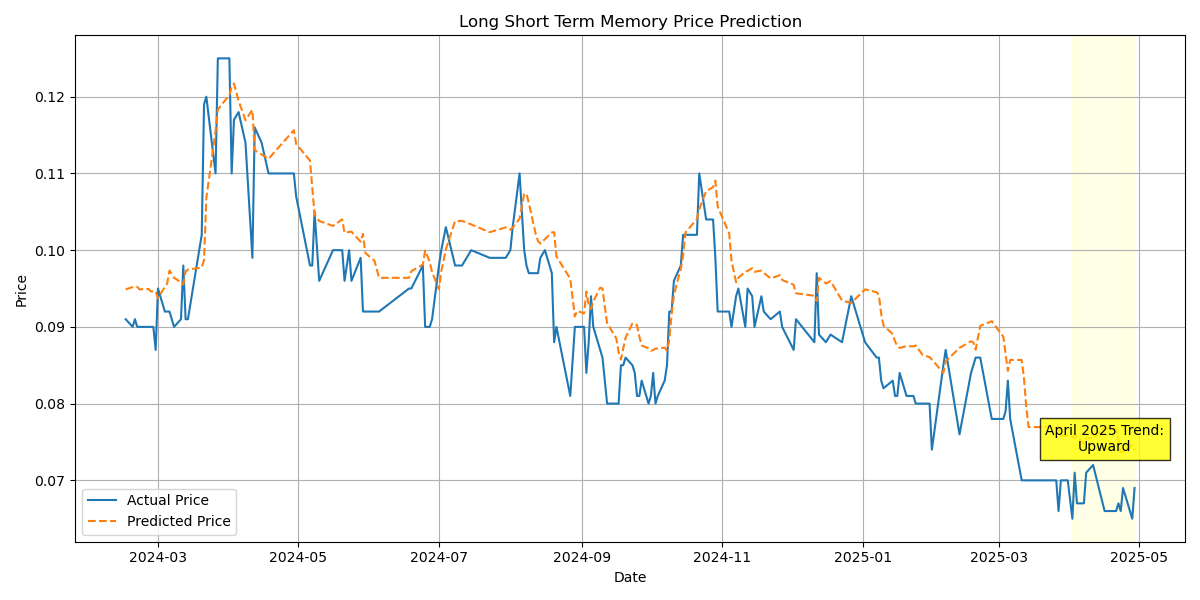 Long Short Term Memory Price Prediction
Price
0.12
0.11
0.10
0.09
0.08
0.07
April 2025 Trend:
Upward
Actual Price
Predicted Price
2024-03
2024-05
2024-07
2024-09
2024-11
2025-01
2025-03
2025-05
Date